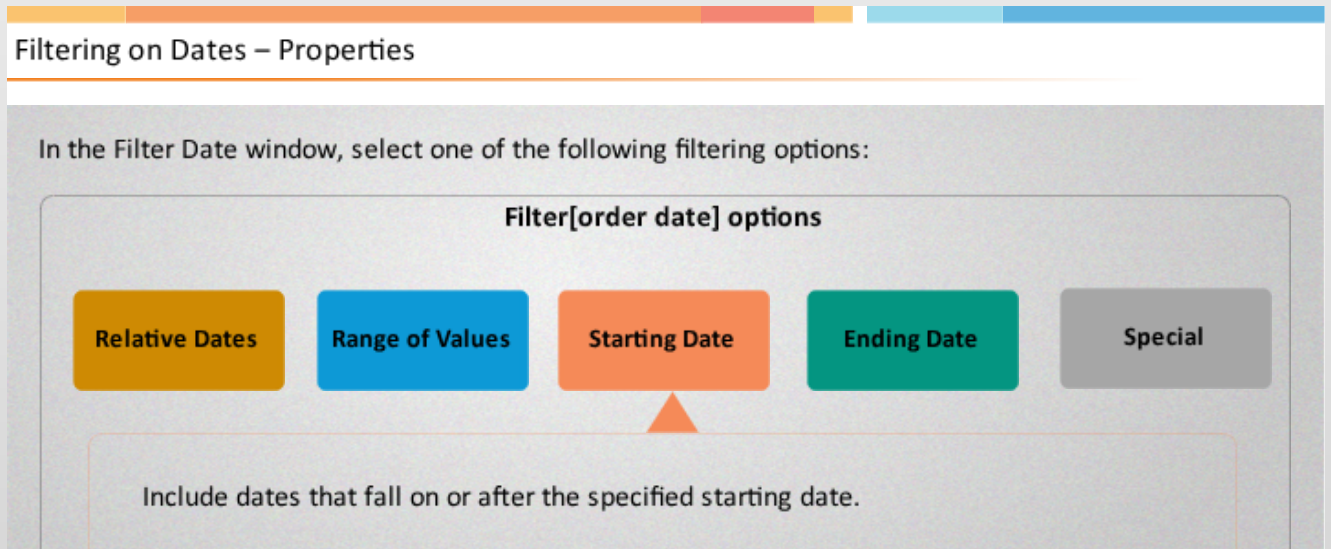 Filtering on Dates – Properties
In the Filter Date window, select one of the following filtering options:
Filter[order date] options
Relative Dates
Range of Values
Starting Date
Ending Date
Special
Include dates that fall on or after the specified starting date.